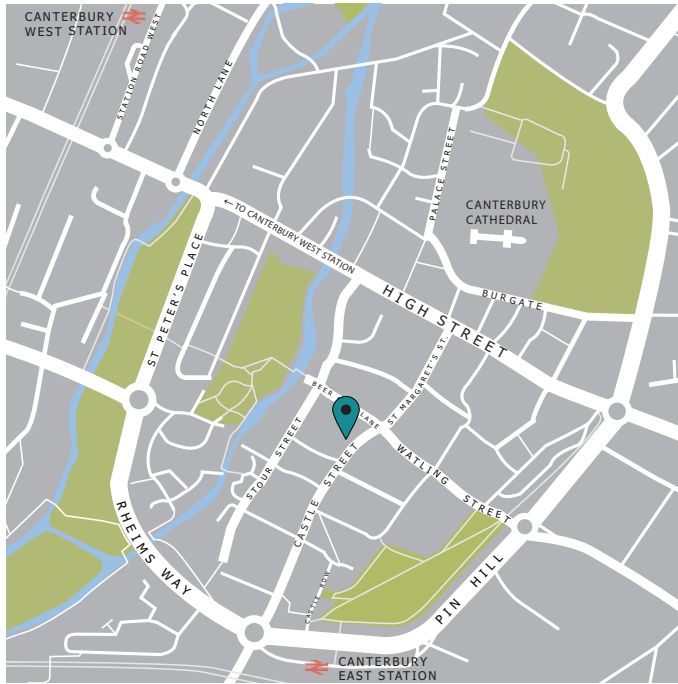 CANTERBURY
WEST STATION
STATION ROAD WEST
NORTH LANE
PALACE STREET
CANTERBURY
CATHEDRAL
← TO CANTERBURY WEST STATION
ST PETER'S PLACE
HIGH STREET
BURGATE
ST MARGARET'S ST.
BEER LANE
STOUR STREET
CASTLE STREET
WATLING STREET
RHEIMS WAY
CASTLE ROW
PIN HILL
CANTERBURY
EAST STATION